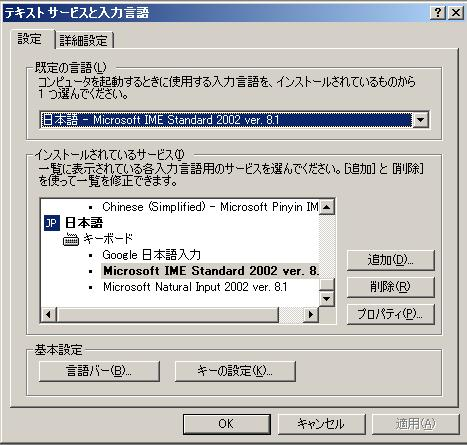 テキスト サービスと入力言語
設定
詳細設定
既定の言語(L)
コンピュータを起動するときに使用する入力言語を、インストールされているものから
1 つ選んでください。
日本語 - Microsoft IME Standard 2002 ver. 8.1
インストールされているサービス(I)
一覧に表示されている各入力言語用のサービスを選んでください。[追加] と [削除]
を使って一覧を修正できます。
Chinese (Simplified) - Microsoft Pinyin IM
JP 日本語
キーボード
Google 日本語入力
Microsoft IME Standard 2002 ver. 8.
Microsoft Natural Input 2002 ver. 8.1
追加(D)...
削除(R)
プロパティ(P)...
基本設定
言語バー(B)...
キーの設定(K)...
OK
キャンセル
適用(A)